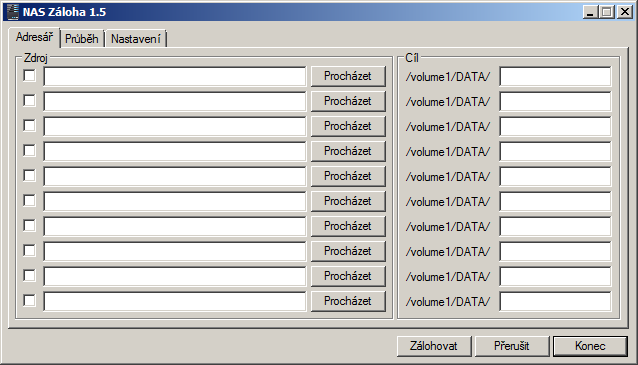 NAS Záloha 1.5
Adresář Průběh Nastavení
Zdroj Cíl
Procházet /volume1/DATA/
Procházet /volume1/DATA/
Procházet /volume1/DATA/
Procházet /volume1/DATA/
Procházet /volume1/DATA/
Procházet /volume1/DATA/
Procházet /volume1/DATA/
Procházet /volume1/DATA/
Procházet /volume1/DATA/
Procházet /volume1/DATA/
Zálohovat Přerušit Konec